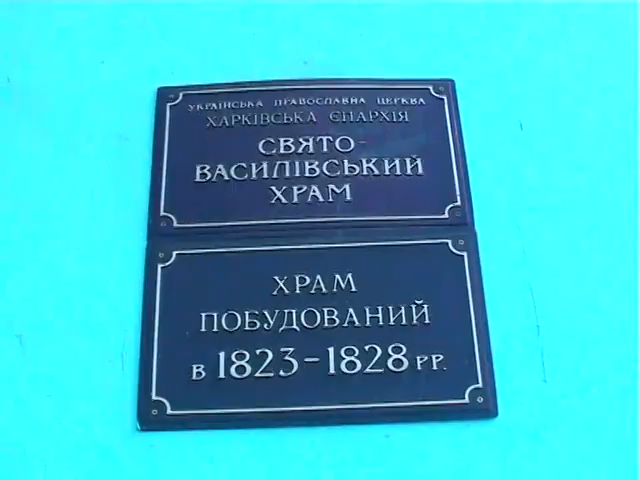 УКРАЇНСЬКА ПРАВОСЛАВНА ЦЕРКВА
ХАРКІВСЬКА ЄПАРХІЯ
СВЯТО-
ВАСИЛІВСЬКИЙ
ХРАМ
ХРАМ
ПОБУДОВАНИЙ
В 1823-1828 РР.